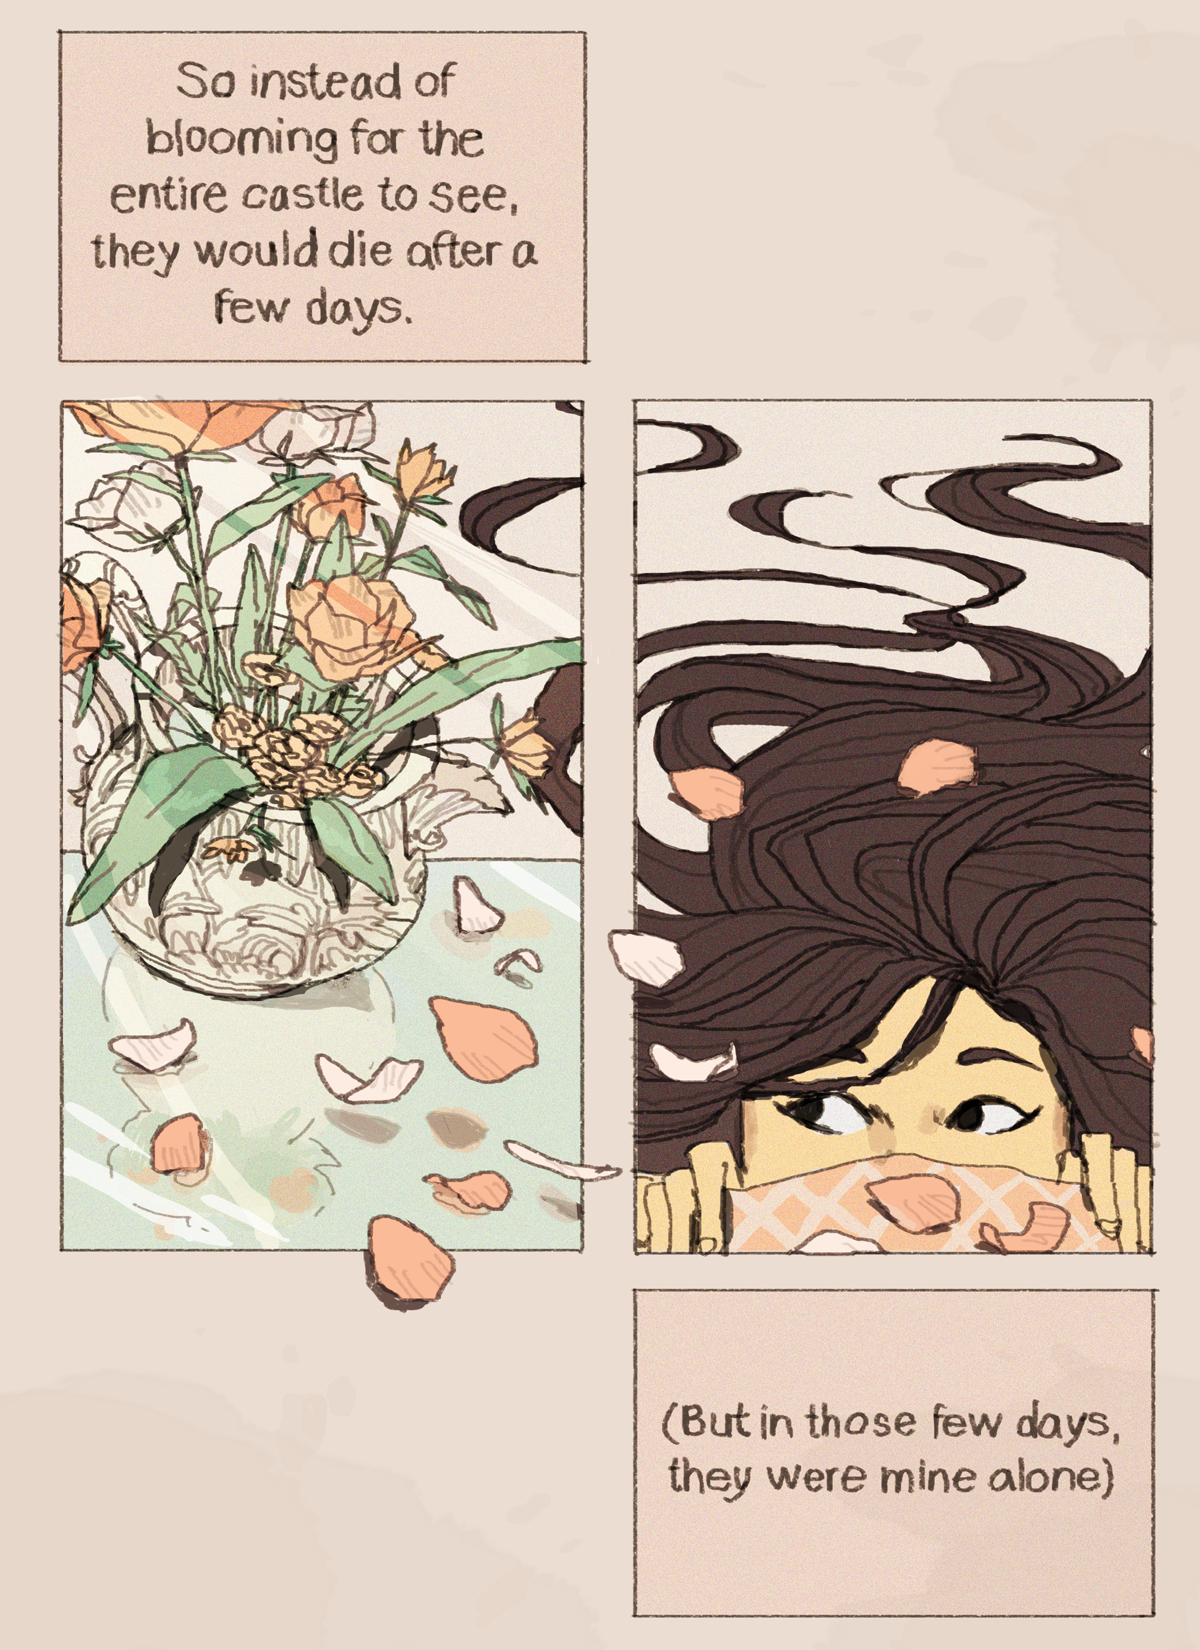 So instead of
blooming for the
entire castle to see,
they would die after a
few days.
(But in those few days,
they were mine alone)